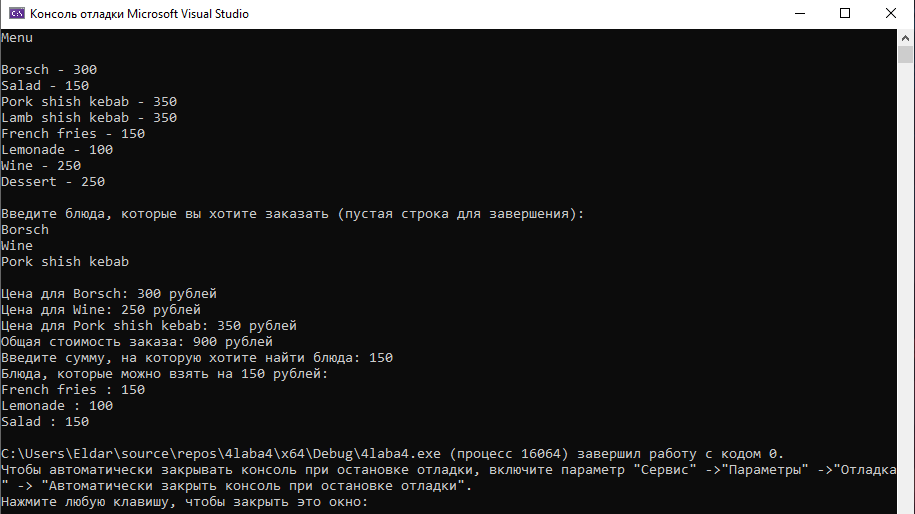 Консоль отладки Microsoft Visual Studio
Menu
Borsch - 300
Salad - 150
Pork shish kebab - 350
Lamb shish kebab - 350
French fries - 150
Lemonade - 100
Wine - 250
Dessert - 250
Введите блюда, которые вы хотите заказать (пустая строка для завершения):
Borsch
Wine
Pork shish kebab
Цена для Borsch: 300 рублей
Цена для Wine: 250 рублей
Цена для Pork shish kebab: 350 рублей
Общая стоимость заказа: 900 рублей
Введите сумму, на которую хотите найти блюда: 150
Блюда, которые можно взять на 150 рублей:
French fries : 150
Lemonade : 100
Salad : 150
C:\Users\Eldar\source\repos\4laba4\x64\Debug\4laba4.exe (процесс 16064) завершил работу с кодом 0.
Чтобы автоматически закрывать консоль при остановке отладки, включите параметр "Сервис" ->"Параметры" ->"Отладка
" -> "Автоматически закрыть консоль при остановке отладки".
Нажмите любую клавишу, чтобы закрыть это окно: